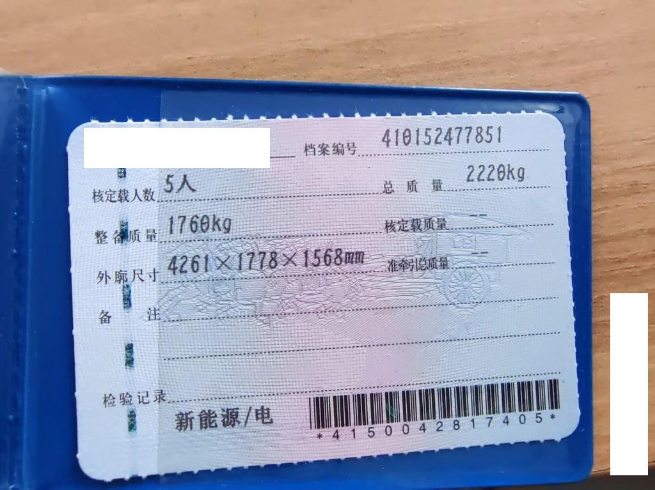 档案编号 410152477851
核定载人数 5人 总质量 2220kg
整备质量 1760kg 核定载质量 --
外廓尺寸 4261×1778×1568mm 准牵引总质量 --
备注
检验记录
新能源/电
*4150042817405*